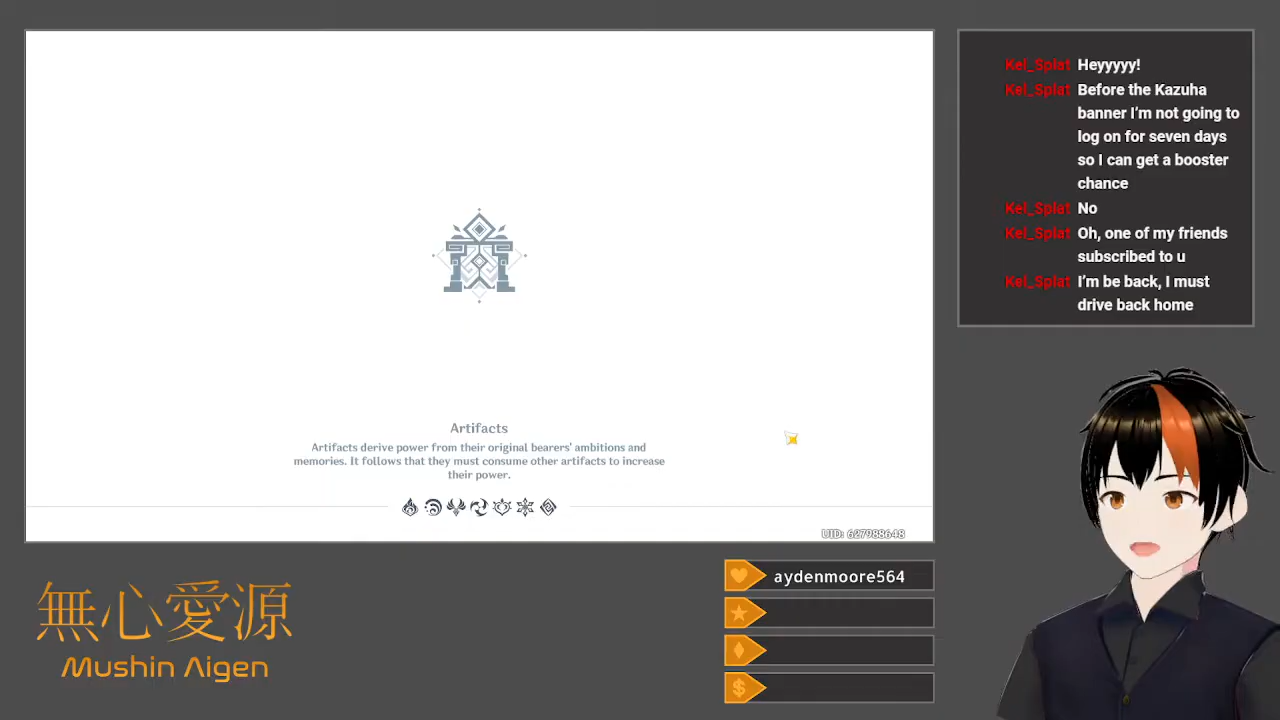 Kel_Splat Heyyyyy!
Kel_Splat Before the Kazuha
banner I'm not going to
log on for seven days
so I can get a booster
chance
Kel_Splat No
Kel_Splat Oh, one of my friends
subscribed to u
Kel_Splat I'm be back, I must
drive back home
Artifacts
Artifacts derive power from their original bearers' ambitions and
memories. It follows that they must consume other artifacts to increase
their power.
UID: 627988648
aydenmoore564
無心愛源
Mushin Aigen